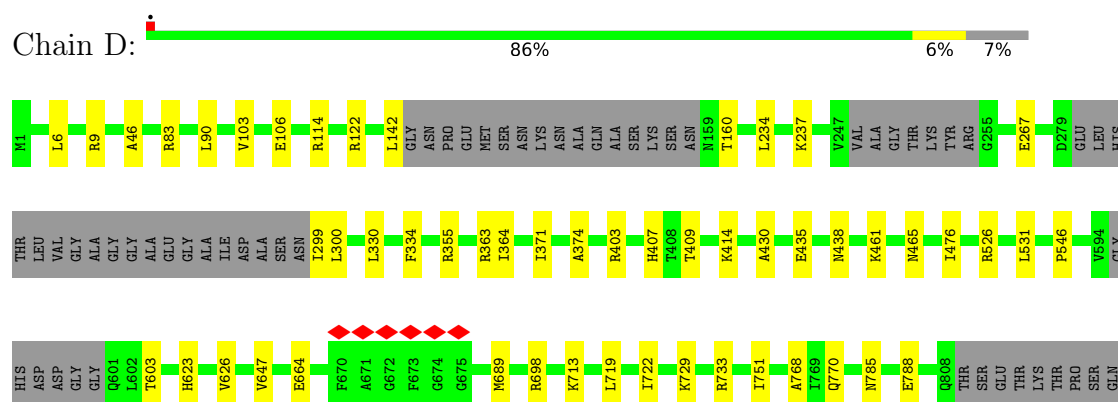 Chain D:
86% 6% 7%
M1 L6 R9 A46 R83 L90 V103 E106 R114 R122 L142 GLY ASN PRO GLU MET SER ASN LYS ASN ALA GLN ALA SER LYS SER ASN N159 T160 L234 K237 V247 VAL ALA GLY THR LYS TYR ARG G255 E267 D279 GLU LEU HIS
THR LEU VAL GLY ALA GLY GLY ALA GLU GLY ALA ILE ASP ALA SER ASN I299 L300 L330 F334 R355 R363 I364 I371 A374 R403 H407 T408 T409 K414 A430 E435 N438 K461 N465 I476 R526 L531 P546 V594 GLY
HIS ASP ASP GLY GLY Q601 L602 T603 H623 V626 V647 E664 F670 A671 G672 F673 G674 G675 M689 R698 K713 L719 I722 K729 R733 I751 A768 I769 Q770 N785 E788 Q808 THR SER GLU THR LYS THR PRO SER GLN